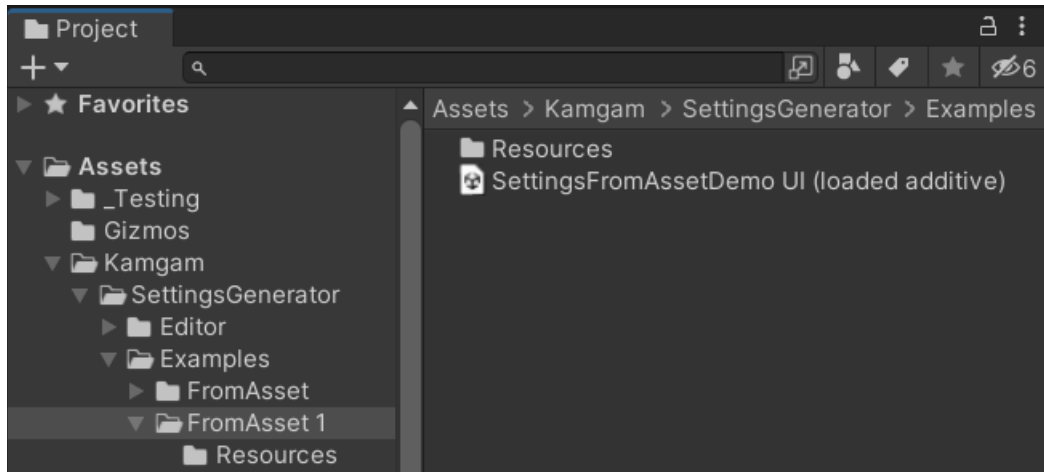 Project
6
Favorites
Assets > Kamgam > SettingsGenerator > Examples
Resources
SettingsFromAssetDemo UI (loaded additive)
Assets
_Testing
Gizmos
Kamgam
SettingsGenerator
Editor
Examples
FromAsset
FromAsset 1
Resources